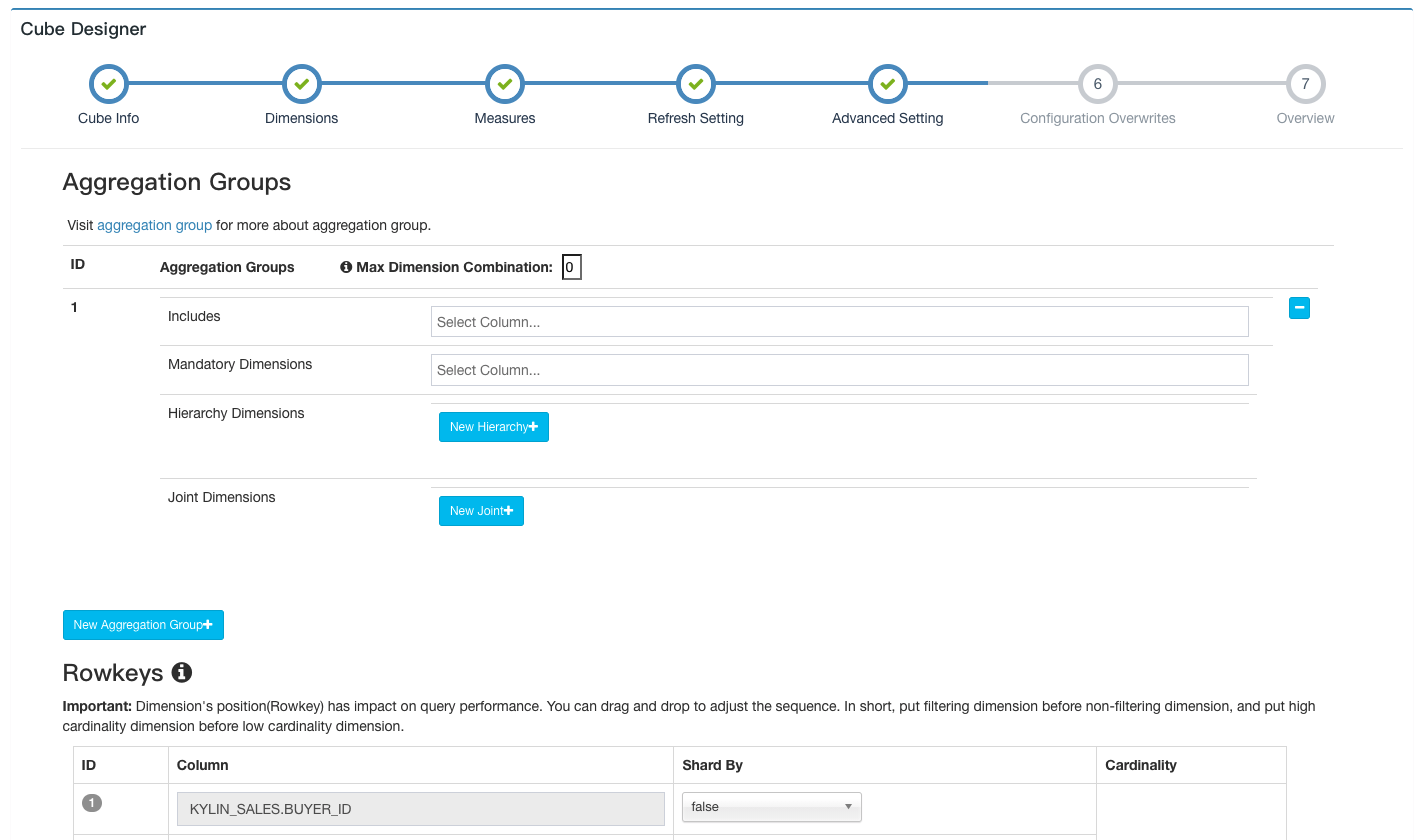 Cube Designer
6
7
Cube Info
Dimensions
Measures
Refresh Setting
Advanced Setting
Configuration Overwrites
Overview
Aggregation Groups
Visit aggregation group for more about aggregation group.
ID
Aggregation Groups
Max Dimension Combination:
0
1
Includes
Select Column...
Mandatory Dimensions
Select Column...
Hierarchy Dimensions
New Hierarchy+
Joint Dimensions
New Joint+
New Aggregation Group+
Rowkeys
Important: Dimension's position(Rowkey) has impact on query performance. You can drag and drop to adjust the sequence. In short, put filtering dimension before non-filtering dimension, and put high
cardinality dimension before low cardinality dimension.
ID
Column
Shard By
Cardinality
1
KYLIN_SALES.BUYER_ID
false